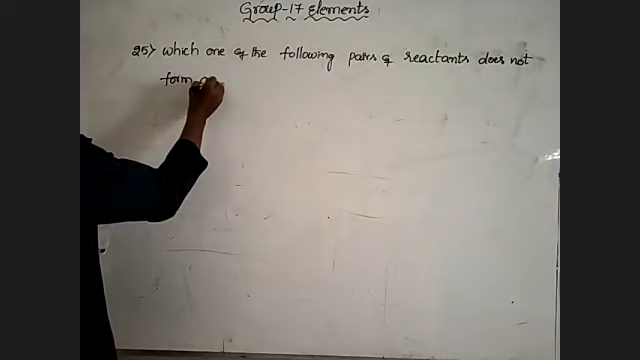 Group-17 Elements
25) Which one of the following pairs of reactants does not
form